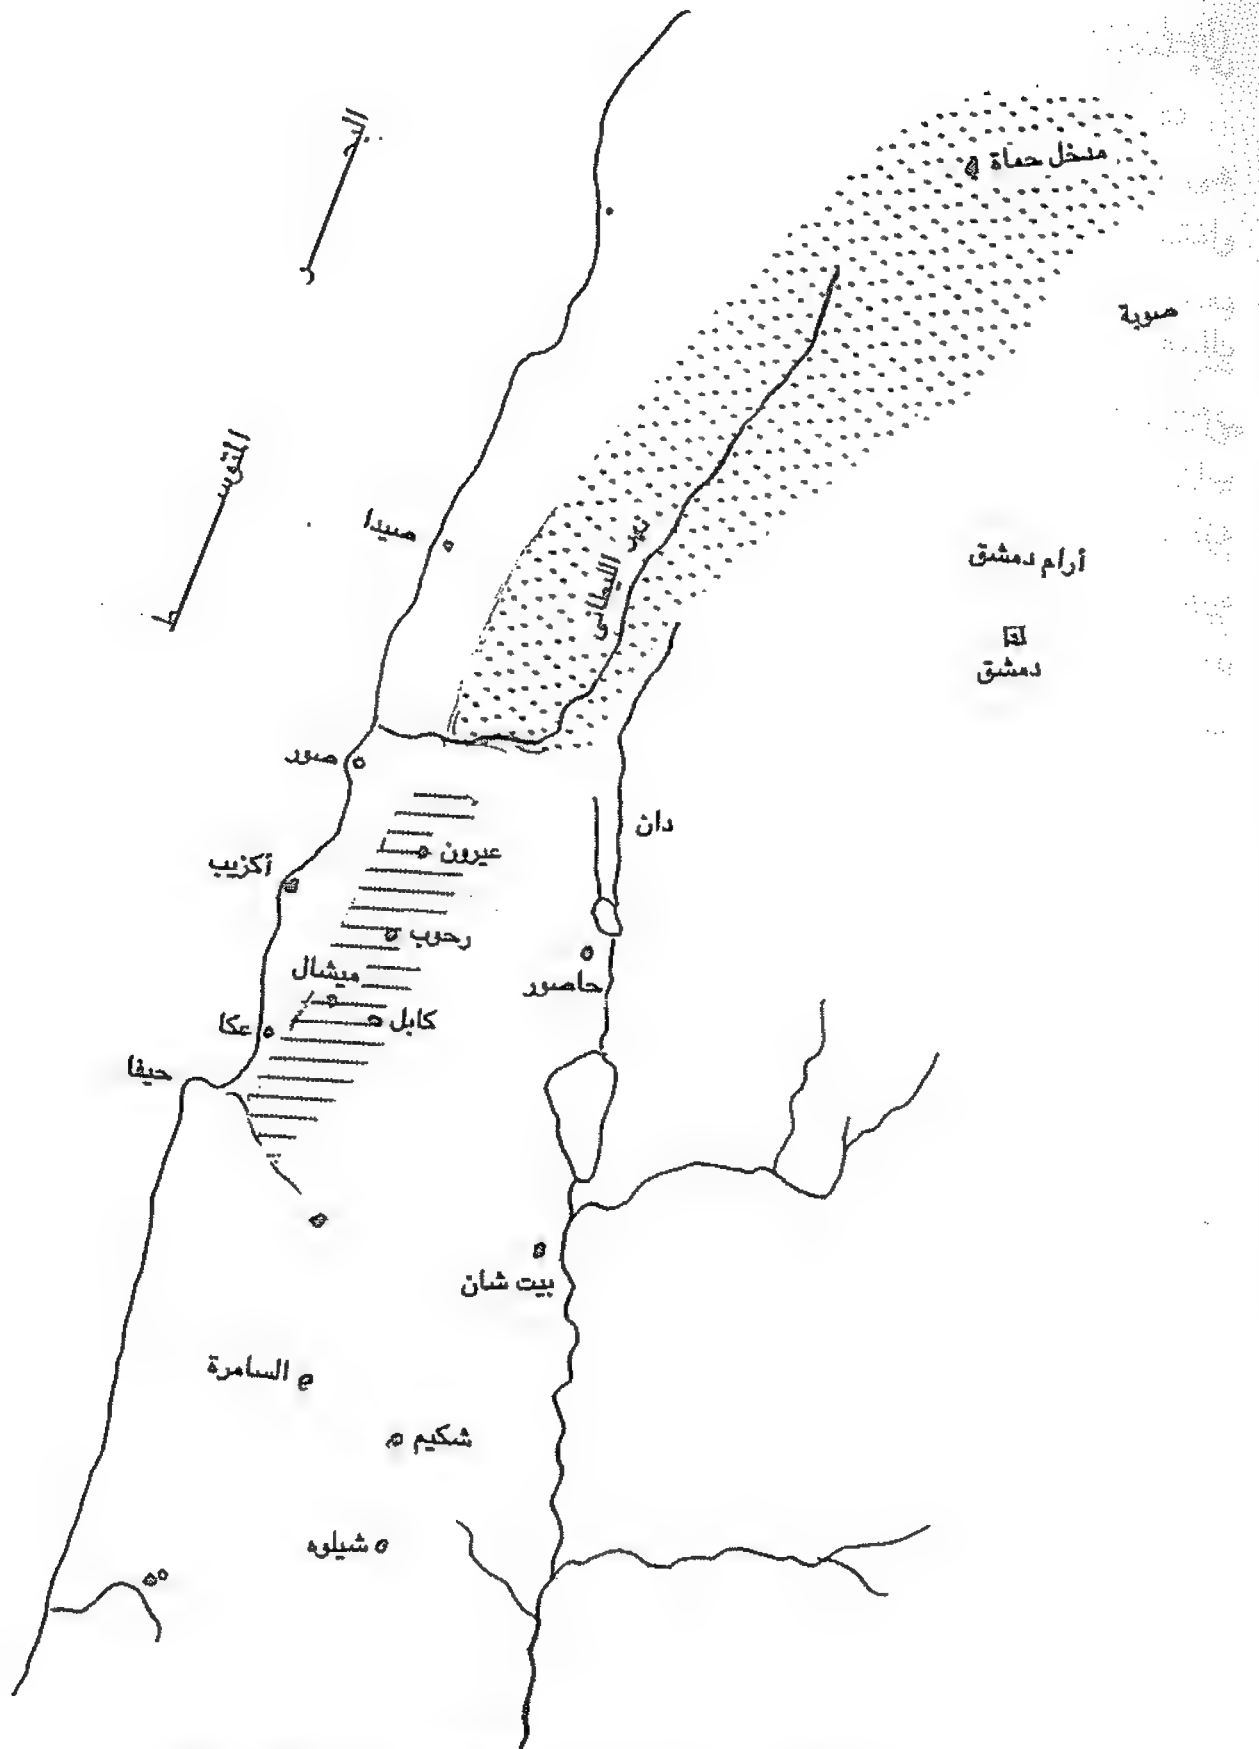 البحر
المتوسط
مدخل حماة
صوبة
صيدا
نهر الليطانى
أرام دمشق
دمشق
صور
دان
عيرون
أكزيب
رحوب
ميشال
حاصور
كابل
عكا
حيفا
بيت شان
السامرة
شكيم
شيلوه